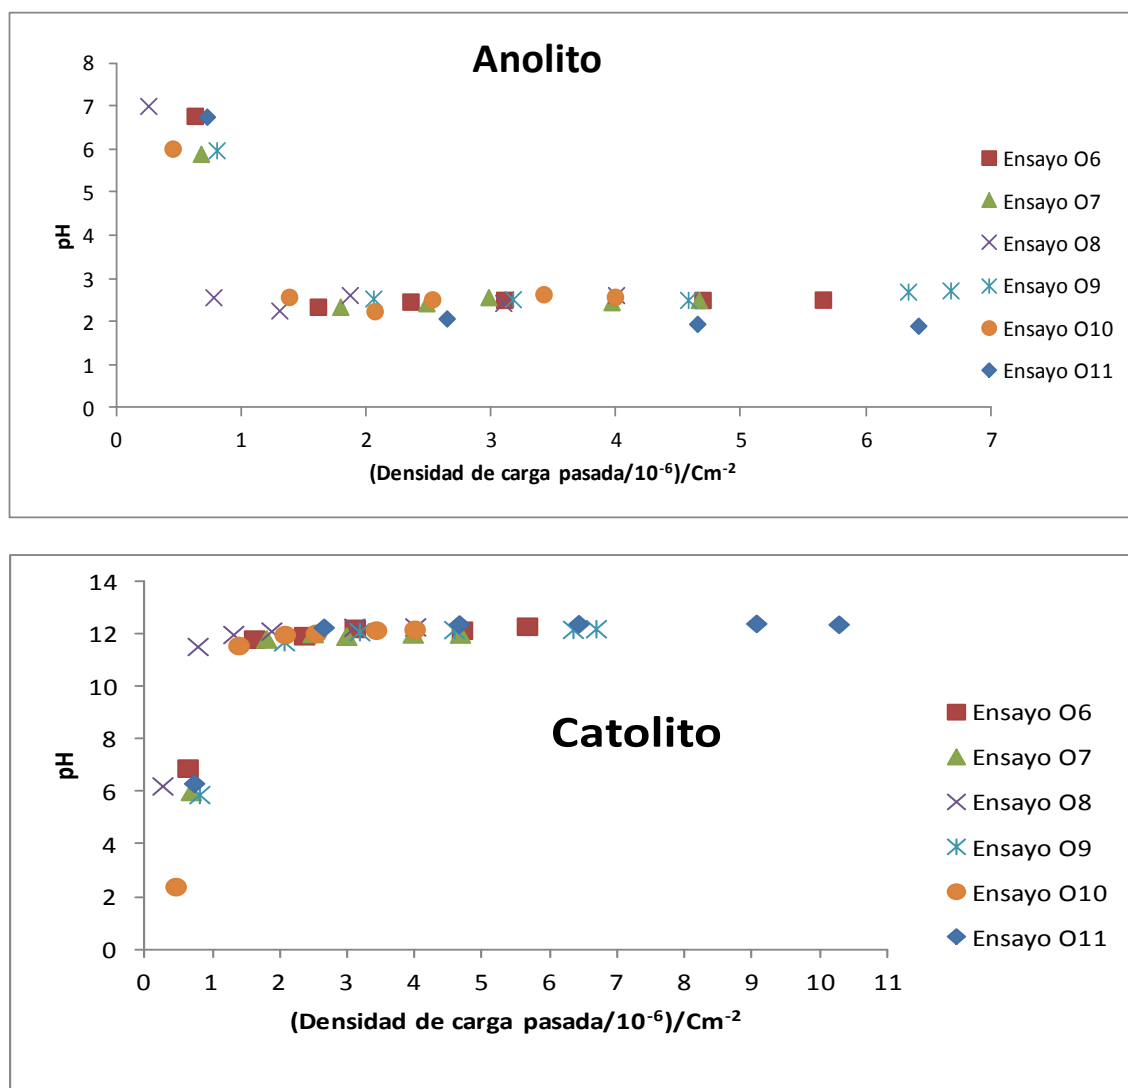 Anolito
8
7
6
5
4
3
2
1
0
pH
0 1 2 3 4 5 6 7
(Densidad de carga pasada/10⁻⁶)/Cm⁻²
Ensayo O6
Ensayo O7
Ensayo O8
Ensayo O9
Ensayo O10
Ensayo O11
14
12
10
8
6
4
2
0
pH
Catolito
0 1 2 3 4 5 6 7 8 9 10 11
(Densidad de carga pasada/10⁻⁶)/Cm⁻²
Ensayo O6
Ensayo O7
Ensayo O8
Ensayo O9
Ensayo O10
Ensayo O11